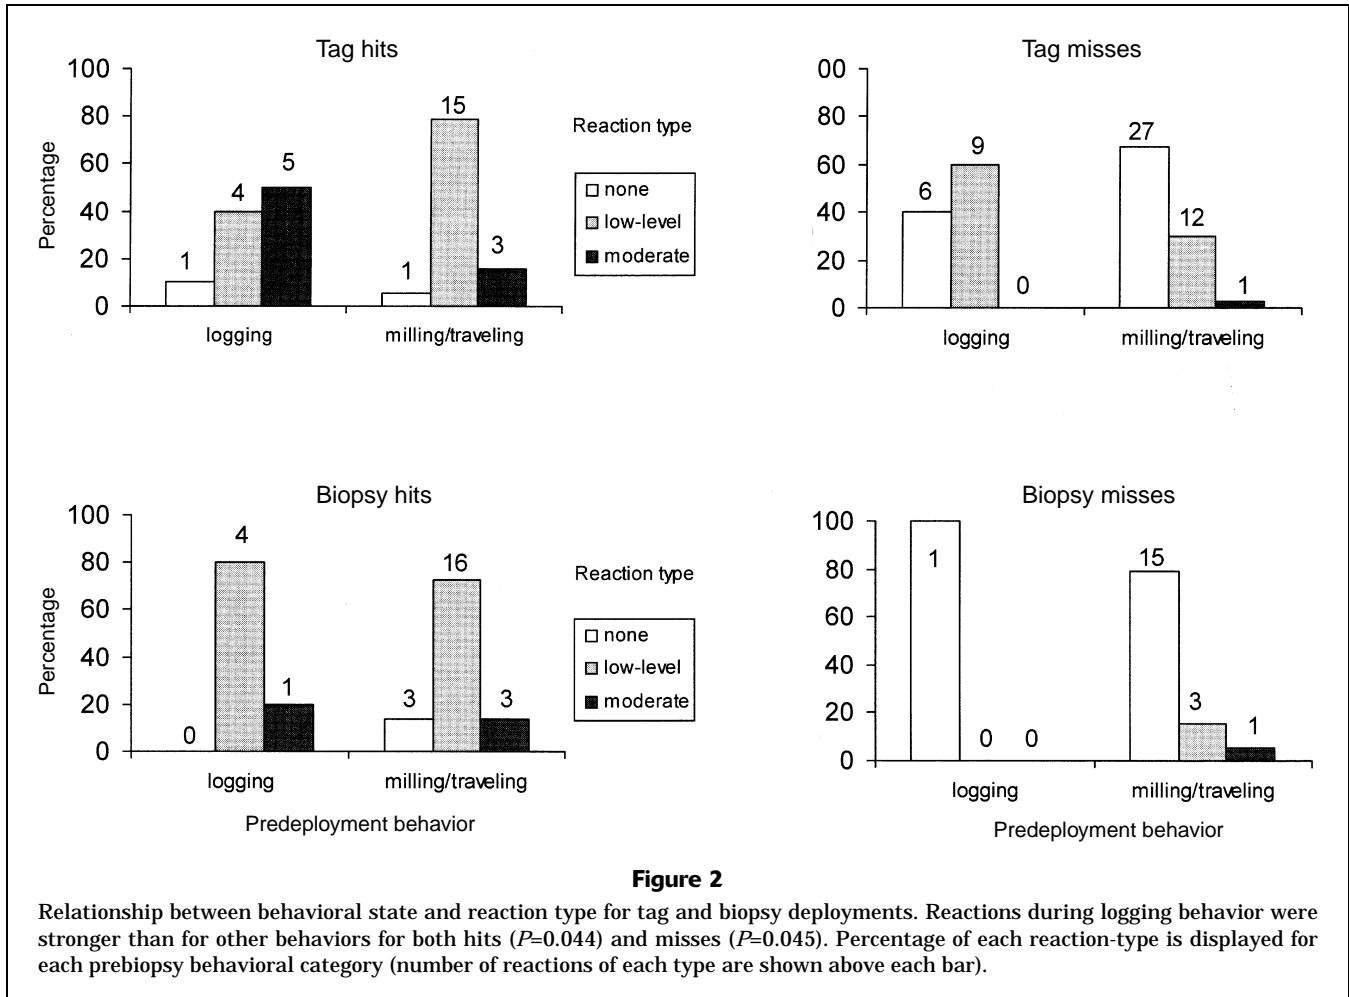 Tag hits
Percentage
100
80
60
40
20
0
1
4
5
1
15
3
logging
milling/traveling
Reaction type
none
low-level
moderate
Tag misses
00
80
60
40
20
0
6
9
0
27
12
1
logging
milling/traveling
Biopsy hits
Percentage
100
80
60
40
20
0
0
4
1
3
16
3
logging
milling/traveling
Predeployment behavior
Reaction type
none
low-level
moderate
Biopsy misses
100
80
60
40
20
0
1
0
0
15
3
1
logging
milling/traveling
Predeployment behavior
Figure 2
Relationship between behavioral state and reaction type for tag and biopsy deployments. Reactions during logging behavior were
stronger than for other behaviors for both hits (P=0.044) and misses (P=0.045). Percentage of each reaction-type is displayed for
each prebiopsy behavioral category (number of reactions of each type are shown above each bar).